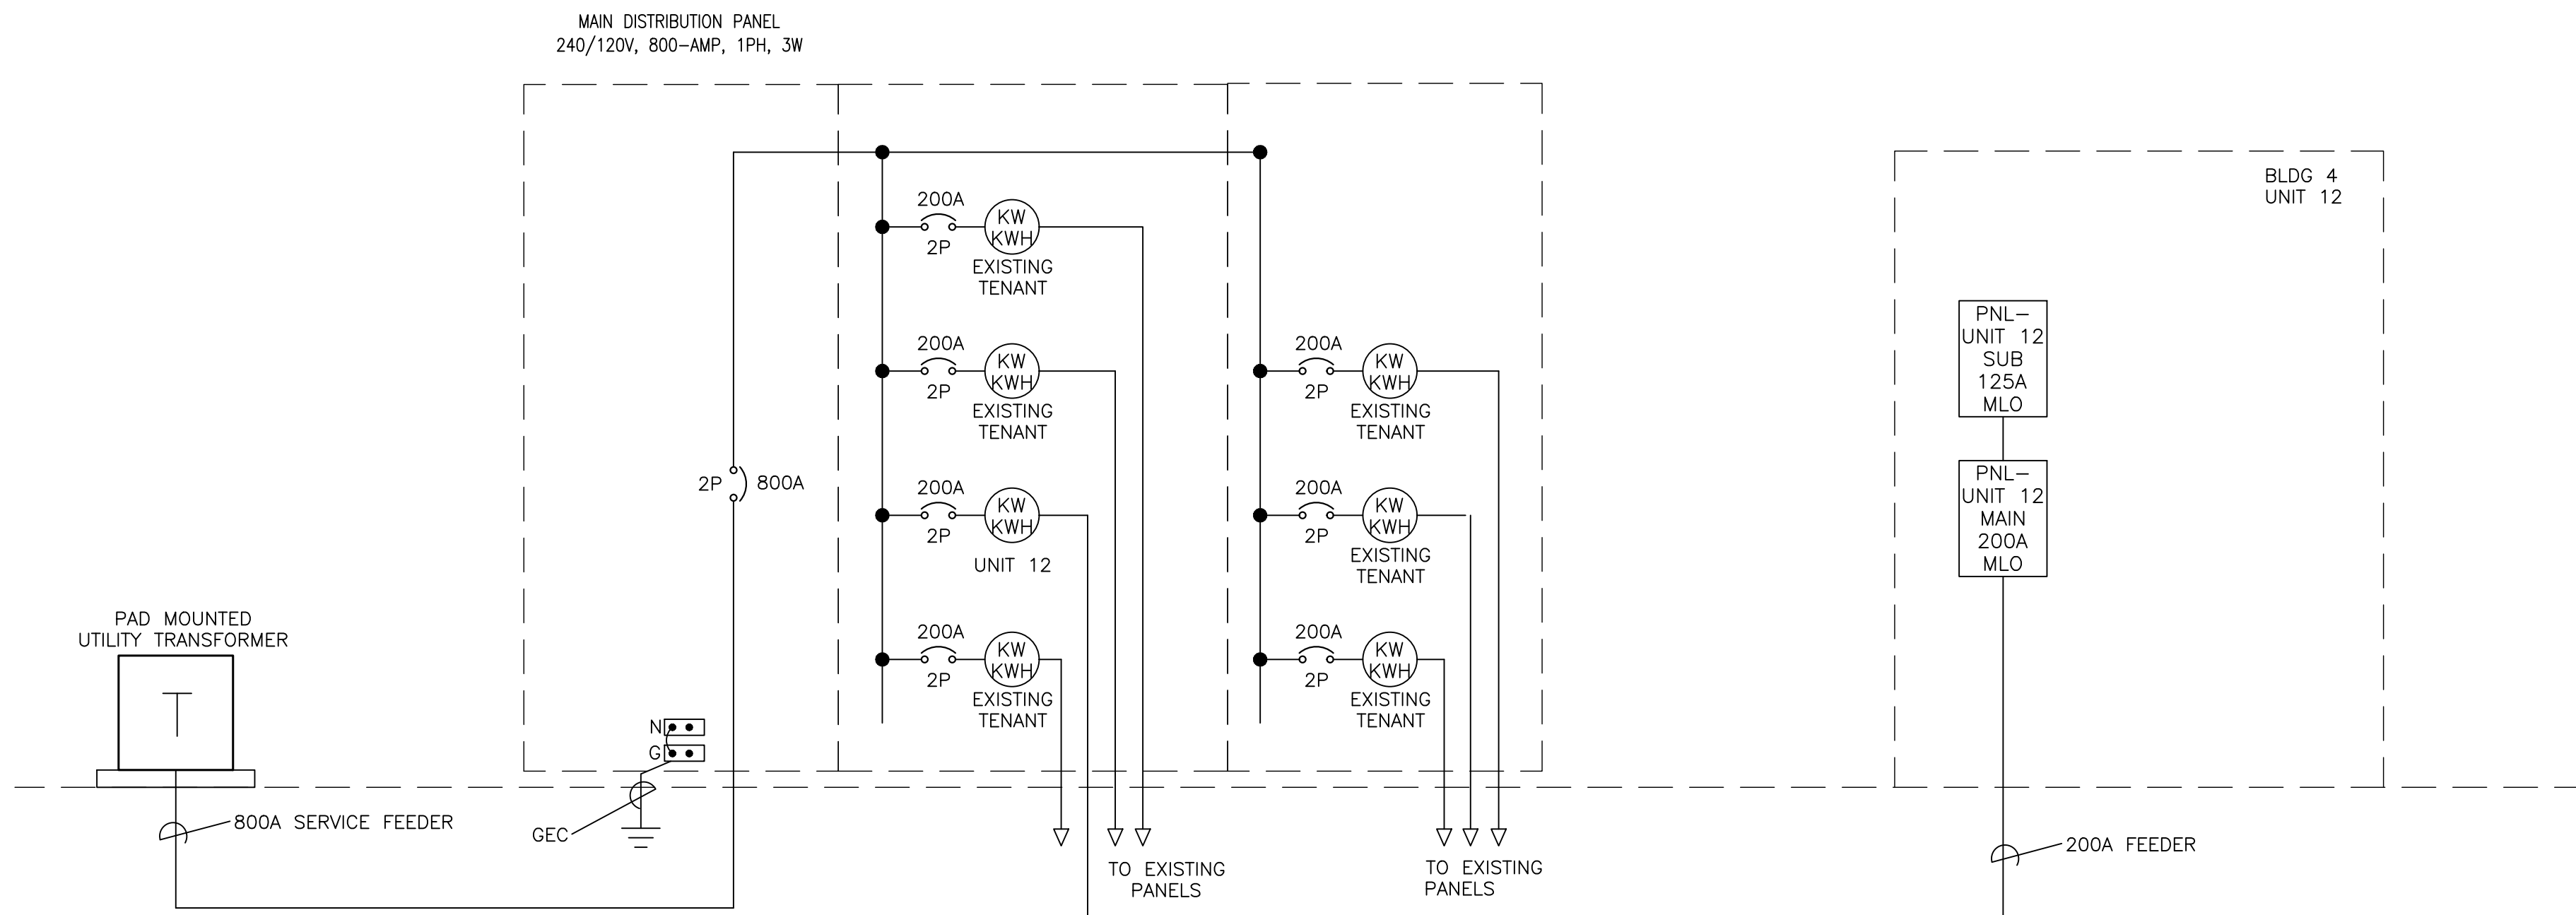 MAIN DISTRIBUTION PANEL
240/120V, 800-AMP, 1PH, 3W
BLDG 4
UNIT 12
200A
2P
KW
KWH
EXISTING
TENANT
200A
2P
KW
KWH
EXISTING
TENANT
200A
2P
KW
KWH
UNIT 12
200A
2P
KW
KWH
EXISTING
TENANT
200A
2P
KW
KWH
EXISTING
TENANT
200A
2P
KW
KWH
EXISTING
TENANT
200A
2P
KW
KWH
EXISTING
TENANT
2P
800A
PNL-
UNIT 12
SUB
125A
MLO
PNL-
UNIT 12
MAIN
200A
MLO
PAD MOUNTED
UTILITY TRANSFORMER
T
N
G
800A SERVICE FEEDER
GEC
TO EXISTING
PANELS
TO EXISTING
PANELS
200A FEEDER